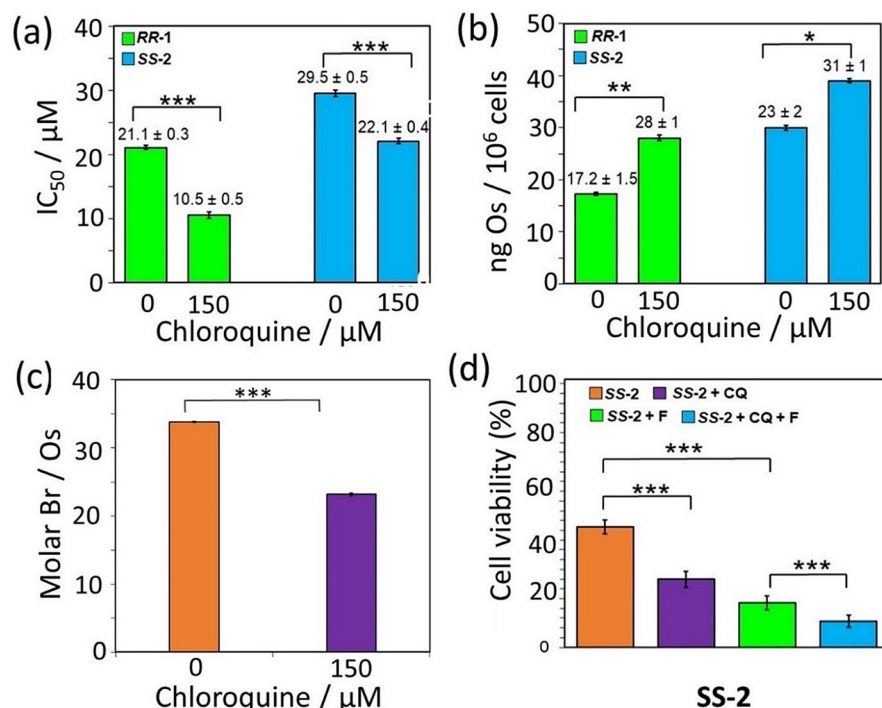 (a)
IC50 / μM
40
30
20
10
0
RR-1
SS-2
***
***
21.1 ± 0.3
10.5 ± 0.5
29.5 ± 0.5
22.1 ± 0.4
0
150
0
150
Chloroquine / μM
(b)
ng Os / 10⁶ cells
50
40
30
20
10
0
RR-1
SS-2
**
*
17.2 ± 1.5
28 ± 1
23 ± 2
31 ± 1
0
150
0
150
Chloroquine / μM
(c)
Molar Br / Os
40
30
20
10
0
***
0
150
Chloroquine / μM
(d)
Cell viability (%)
100
80
60
40
20
0
SS-2
SS-2 + CQ
SS-2 + F
SS-2 + CQ + F
***
***
***
SS-2